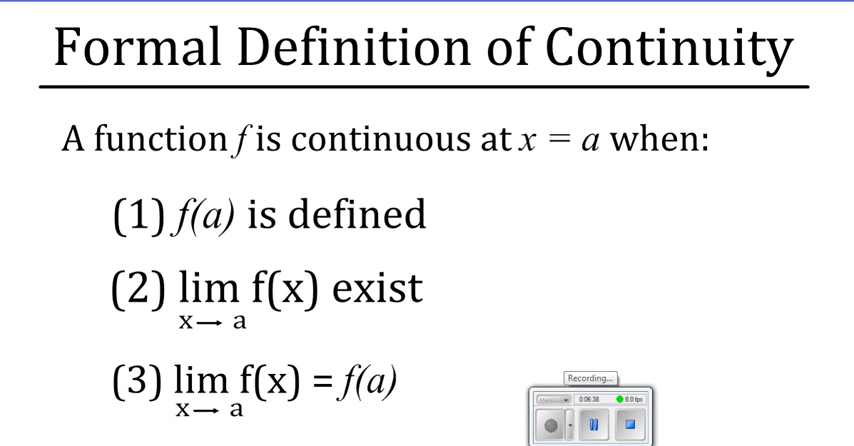 Formal Definition of Continuity
A function f is continuous at x = a when:
(1) f(a) is defined
(2) lim f(x) exist
x→ a
(3) lim f(x) = f(a)
x→ a
Recording...
0:06:38 8.0 fps